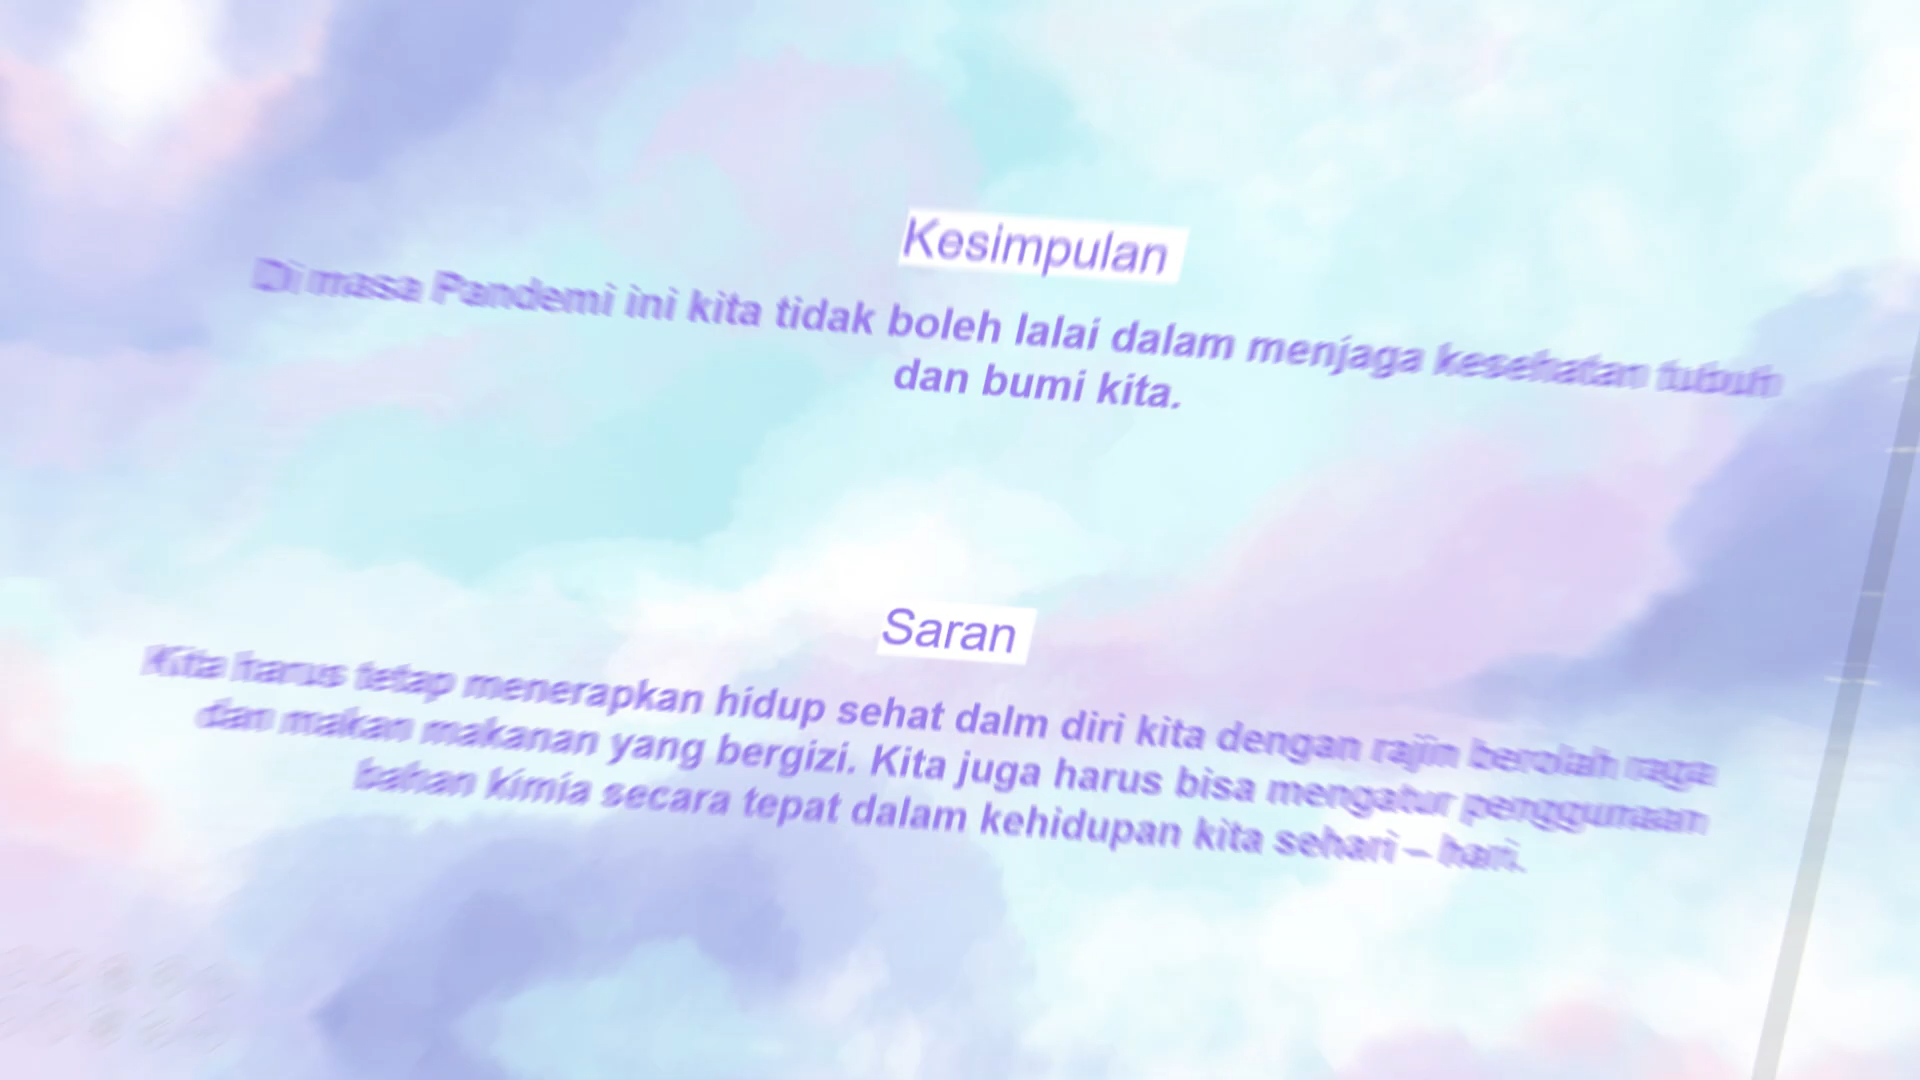 Kesimpulan
Di masa Pandemi ini kita tidak boleh lalai dalam menjaga kesehatan tubuh
dan bumi kita.
Saran
Kita harus tetap menerapkan hidup sehat dalm diri kita dengan rajin berolah raga
dan makan makanan yang bergizi. Kita juga harus bisa mengatur penggunaan
bahan kimia secara tepat dalam kehidupan kita sehari – hari.